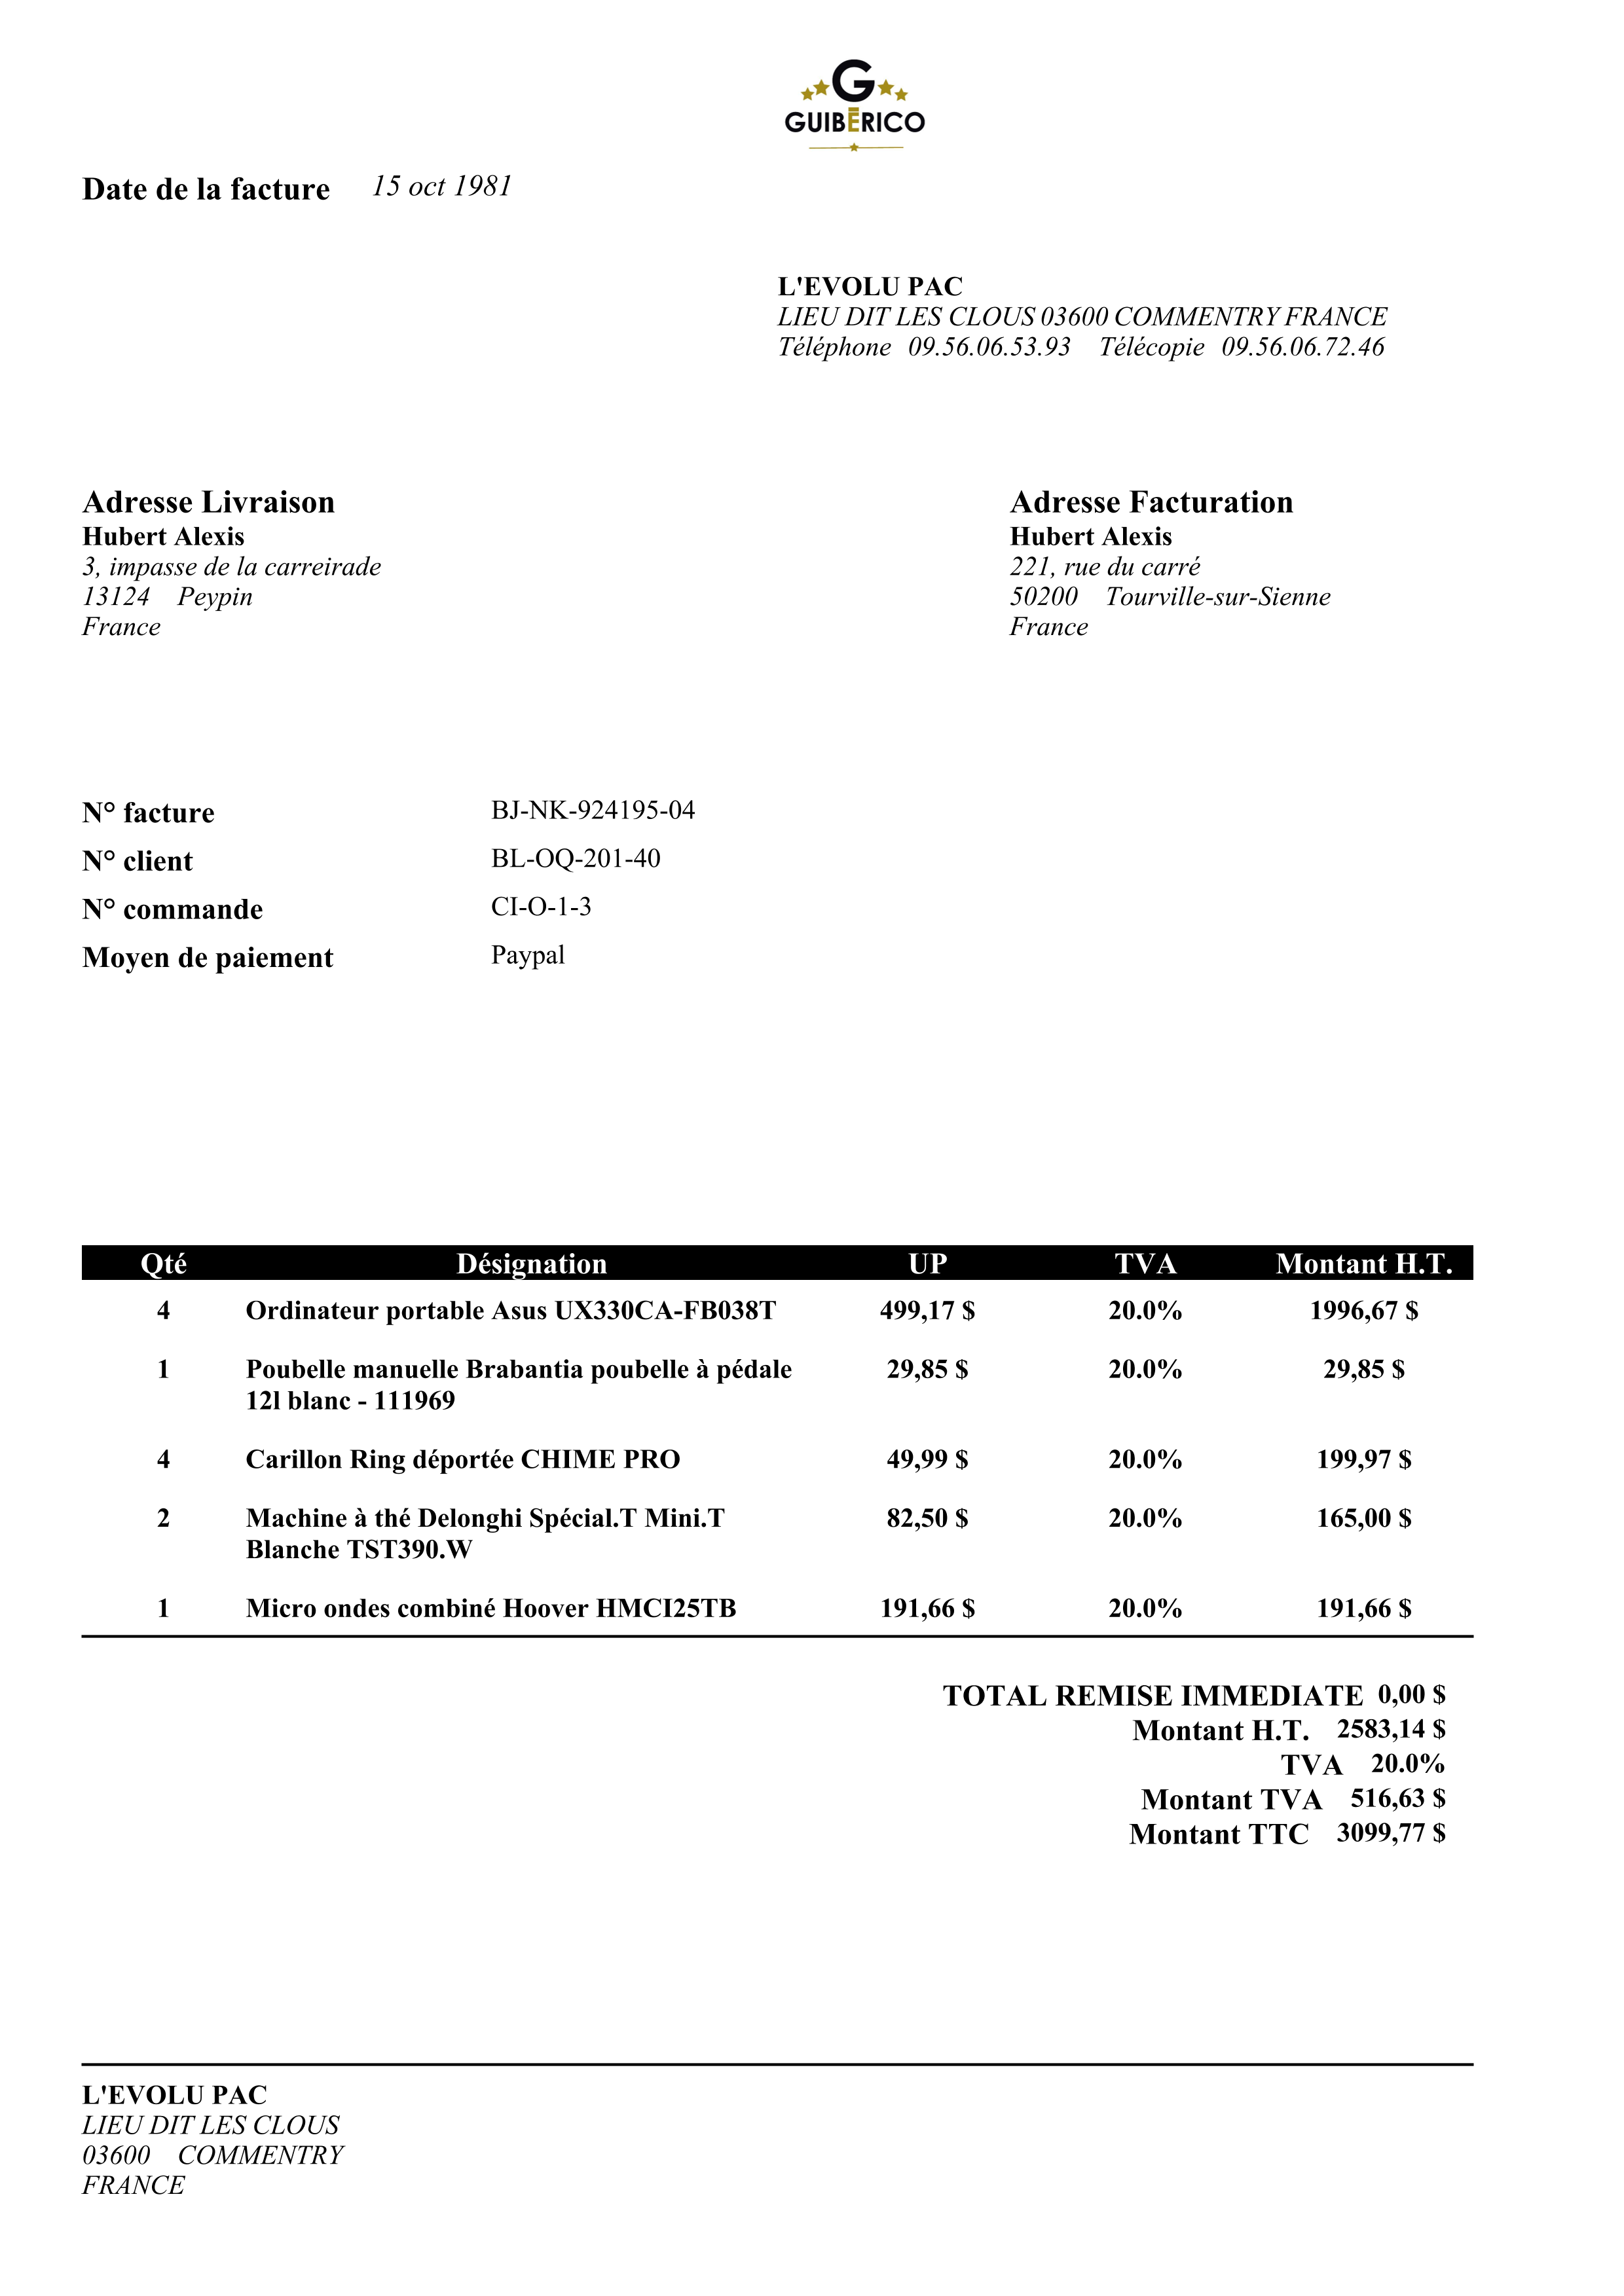 G
GUIBERICO
Date de la facture 15 oct 1981
L'EVOLU PAC
LIEU DIT LES CLOUS 03600 COMMENTRY FRANCE
Téléphone 09.56.06.53.93 Télécopie 09.56.06.72.46
Adresse Livraison
Hubert Alexis
3, impasse de la carreirade
13124 Peypin
France
Adresse Facturation
Hubert Alexis
221, rue du carré
50200 Tourville-sur-Sienne
France
N° facture BJ-NK-924195-04
N° client BL-OQ-201-40
N° commande CI-O-1-3
Moyen de paiement Paypal
Qté Désignation UP TVA Montant H.T.
4 Ordinateur portable Asus UX330CA-FB038T 499,17 $ 20.0% 1996,67 $
1 Poubelle manuelle Brabantia poubelle à pédale 29,85 $ 20.0% 29,85 $
12l blanc - 111969
4 Carillon Ring déportée CHIME PRO 49,99 $ 20.0% 199,97 $
2 Machine à thé Delonghi Spécial.T Mini.T 82,50 $ 20.0% 165,00 $
Blanche TST390.W
1 Micro ondes combiné Hoover HMCI25TB 191,66 $ 20.0% 191,66 $
TOTAL REMISE IMMEDIATE 0,00 $
Montant H.T. 2583,14 $
TVA 20.0%
Montant TVA 516,63 $
Montant TTC 3099,77 $
L'EVOLU PAC
LIEU DIT LES CLOUS
03600 COMMENTRY
FRANCE